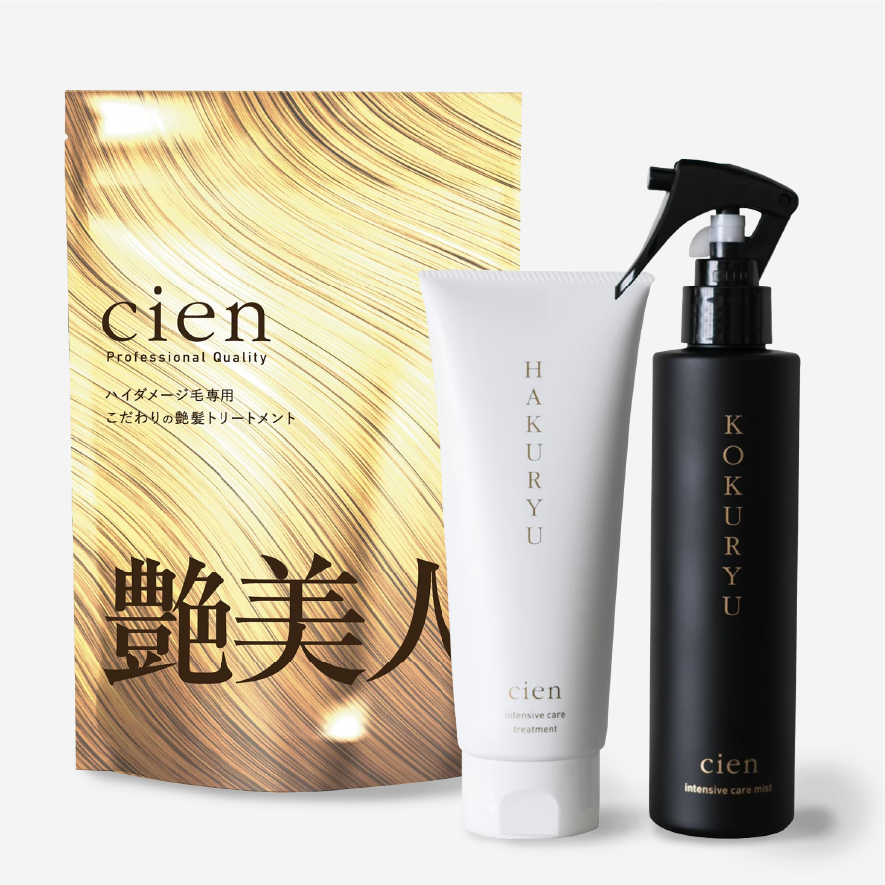 cien
Professional Quality
ハイダメージ毛専用
こだわりの艶髪トリートメント
艶美人
HAKURYU
cien
intensive care
treatment
KOKURYU
cien
intensive care mist